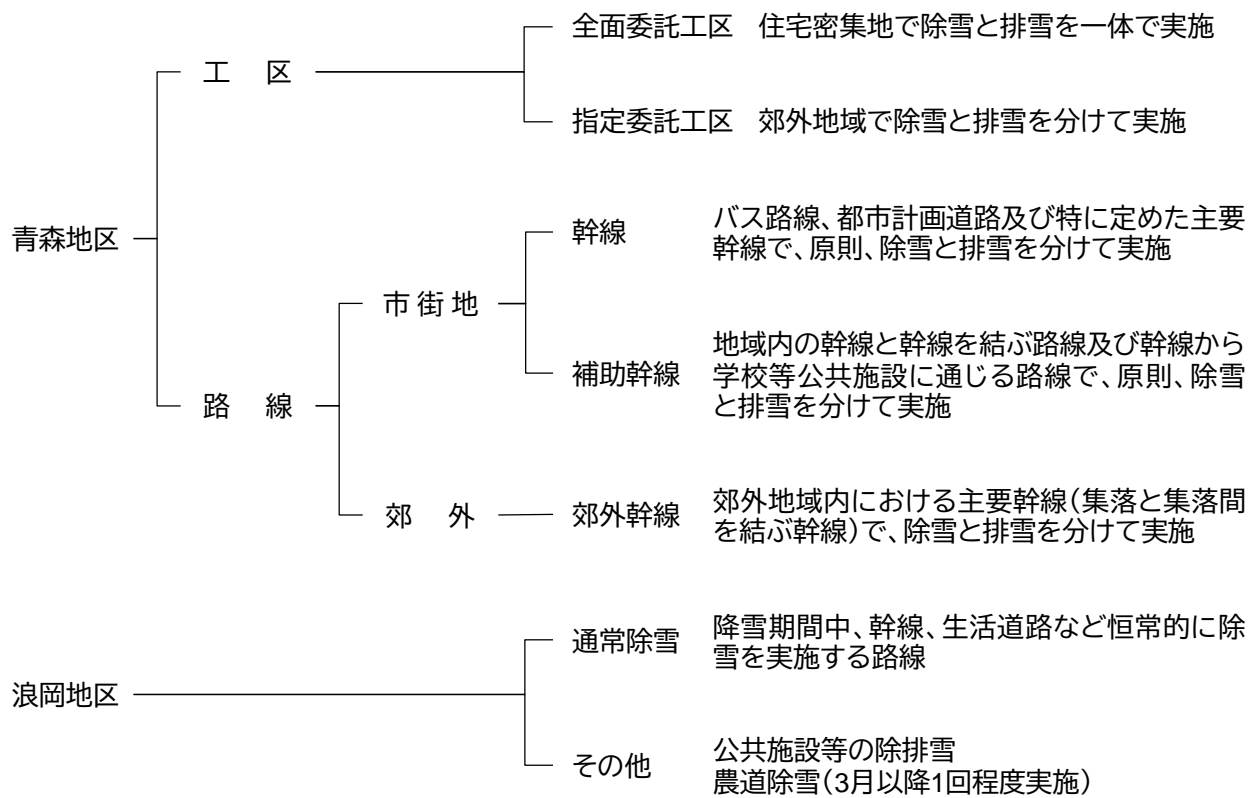 全面委託工区 住宅密集地で除雪と排雪を一体で実施
工 区
指定委託工区 郊外地域で除雪と排雪を分けて実施
青森地区
幹線
バス路線、都市計画道路及び特に定めた主要
幹線で、原則、除雪と排雪を分けて実施
市街地
補助幹線
地域内の幹線と幹線を結ぶ路線及び幹線から
学校等公共施設に通じる路線で、原則、除雪
と排雪を分けて実施
路 線
郊 外
郊外幹線
郊外地域内における主要幹線(集落と集落間
を結ぶ幹線)で、除雪と排雪を分けて実施
浪岡地区
通常除雪
降雪期間中、幹線、生活道路など恒常的に除
雪を実施する路線
その他
公共施設等の除排雪
農道除雪(3月以降1回程度実施)